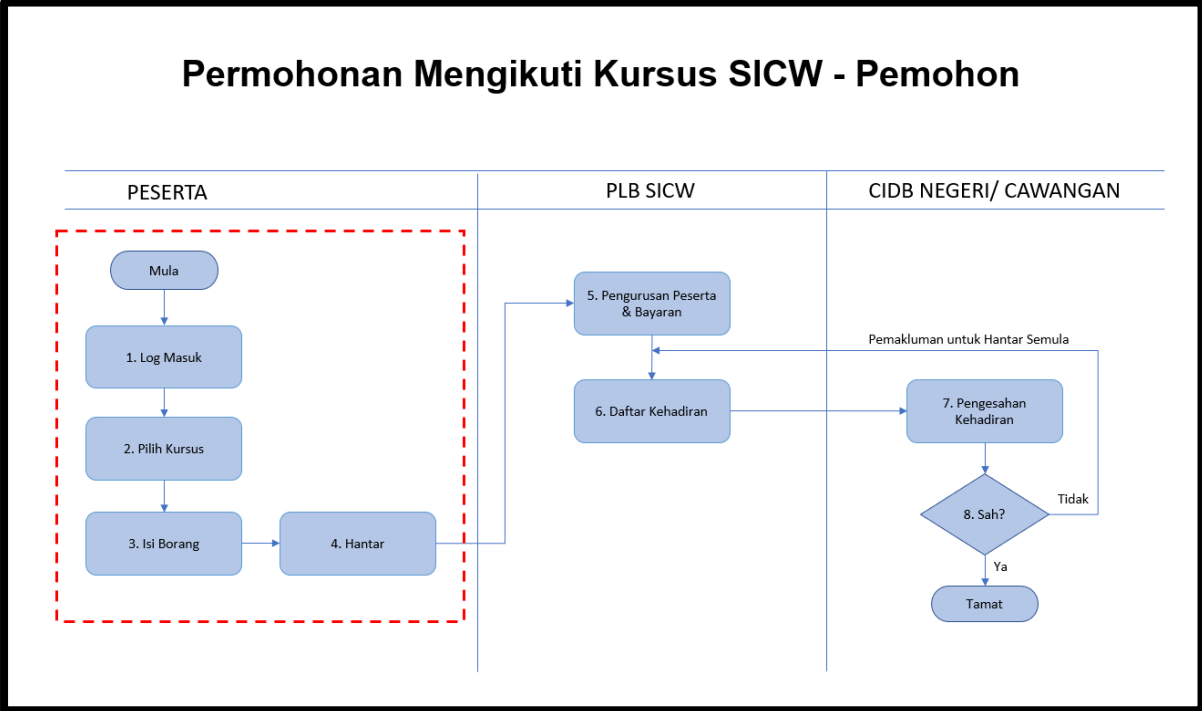 Permohonan Mengikuti Kursus SICW - Pemohon
PESERTA
PLB SICW
CIDB NEGERI/ CAWANGAN
Mula
1. Log Masuk
2. Pilih Kursus
3. Isi Borang
4. Hantar
5. Pengurusan Peserta
& Bayaran
Pemakluman untuk Hantar Semula
6. Daftar Kehadiran
7. Pengesahan
Kehadiran
8. Sah?
Tidak
Ya
Tamat